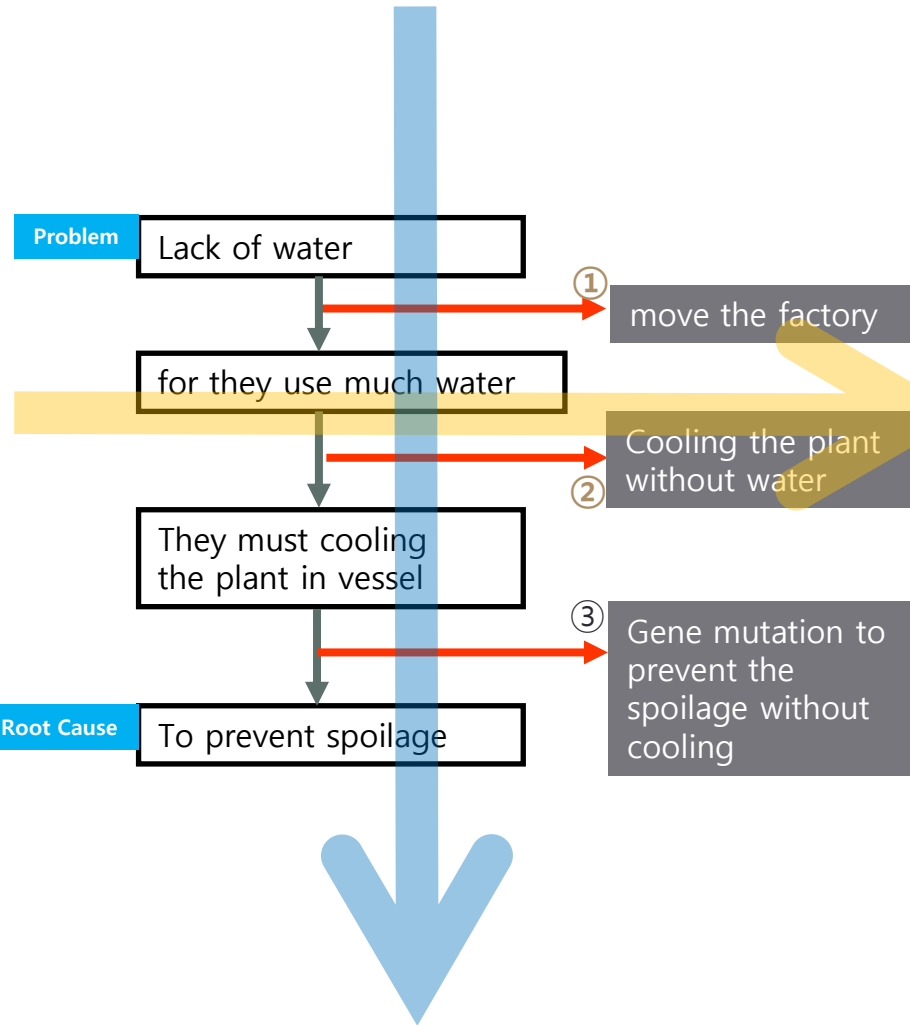 Problem
Lack of water
①
move the factory
for they use much water
Cooling the plant
without water
②
They must cooling
the plant in vessel
③
Gene mutation to
prevent the
spoilage without
cooling
Root Cause
To prevent spoilage